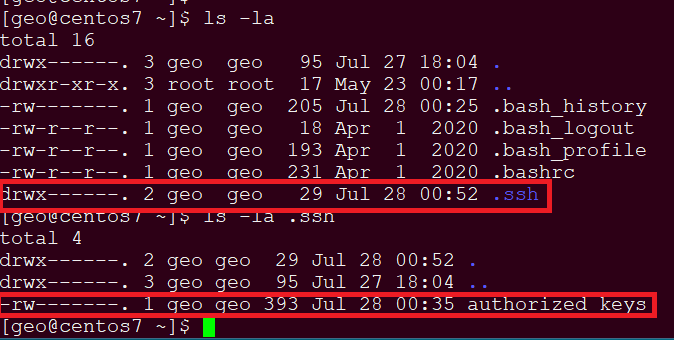 [geo@centos7 ~]$ ls -la
total 16
drwx------. 3 geo  geo   95 Jul 27 18:04 .
drwxr-xr-x. 3 root root  17 May 23 00:17 ..
-rw-------. 1 geo  geo  205 Jul 28 00:25 .bash_history
-rw-r--r--. 1 geo  geo   18 Apr  1  2020 .bash_logout
-rw-r--r--. 1 geo  geo  193 Apr  1  2020 .bash_profile
-rw-r--r--. 1 geo  geo  231 Apr  1  2020 .bashrc
drwx------. 2 geo  geo   29 Jul 28 00:52 .ssh
[geo@centos7 ~]$ ls -la .ssh
total 4
drwx------. 2 geo geo  29 Jul 28 00:52 .
drwx------. 3 geo geo  95 Jul 27 18:04 ..
-rw-------. 1 geo geo 393 Jul 28 00:35 authorized_keys
[geo@centos7 ~]$